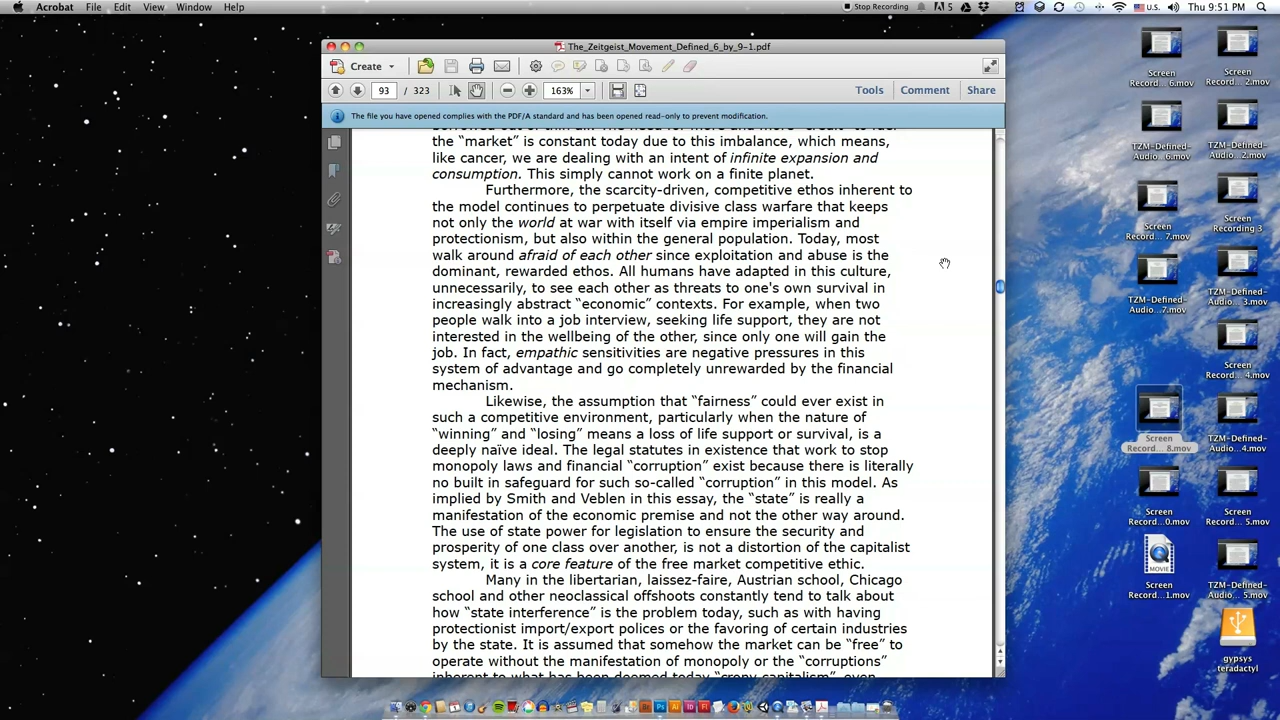 Acrobat File Edit View Window Help
Stop Recording
5
U.S.
Thu 9:51 PM
The_Zeitgeist_Movement_Defined_6_by_9-1.pdf
Create
93 / 323
163%
Tools Comment Share
The file you have opened complies with the PDF/A standard and has been opened read-only to prevent modification.
the “market” is constant today due to this imbalance, which means,
like cancer, we are dealing with an intent of infinite expansion and
consumption. This simply cannot work on a finite planet.
Furthermore, the scarcity-driven, competitive ethos inherent to
the model continues to perpetuate divisive class warfare that keeps
not only the world at war with itself via empire imperialism and
protectionism, but also within the general population. Today, most
walk around afraid of each other since exploitation and abuse is the
dominant, rewarded ethos. All humans have adapted in this culture,
unnecessarily, to see each other as threats to one's own survival in
increasingly abstract “economic” contexts. For example, when two
people walk into a job interview, seeking life support, they are not
interested in the wellbeing of the other, since only one will gain the
job. In fact, empathic sensitivities are negative pressures in this
system of advantage and go completely unrewarded by the financial
mechanism.
Likewise, the assumption that “fairness” could ever exist in
such a competitive environment, particularly when the nature of
“winning” and “losing” means a loss of life support or survival, is a
deeply naïve ideal. The legal statutes in existence that work to stop
monopoly laws and financial “corruption” exist because there is literally
no built in safeguard for such so-called “corruption” in this model. As
implied by Smith and Veblen in this essay, the “state” is really a
manifestation of the economic premise and not the other way around.
The use of state power for legislation to ensure the security and
prosperity of one class over another, is not a distortion of the capitalist
system, it is a core feature of the free market competitive ethic.
Many in the libertarian, laissez-faire, Austrian school, Chicago
school and other neoclassical offshoots constantly tend to talk about
how “state interference” is the problem today, such as with having
protectionist import/export polices or the favoring of certain industries
by the state. It is assumed that somehow the market can be “free” to
operate without the manifestation of monopoly or the “corruptions”
Screen
Record... 6.mov
Screen
Record... 2.mov
TZM-Defined-
Audio... 6.mov
TZM-Defined-
Audio... 2.mov
Screen
Record... 7.mov
Screen
Recording 3
TZM-Defined-
Audio... 7.mov
TZM-Defined-
Audio... 3.mov
Screen
Record... 4.mov
Screen
Record... 8.mov
TZM-Defined-
Audio... 4.mov
Screen
Record...0.mov
Screen
Record... 5.mov
MOVIE
Screen
Record...1.mov
TZM-Defined-
Audio... 5.mov
gypsys
teradactyl